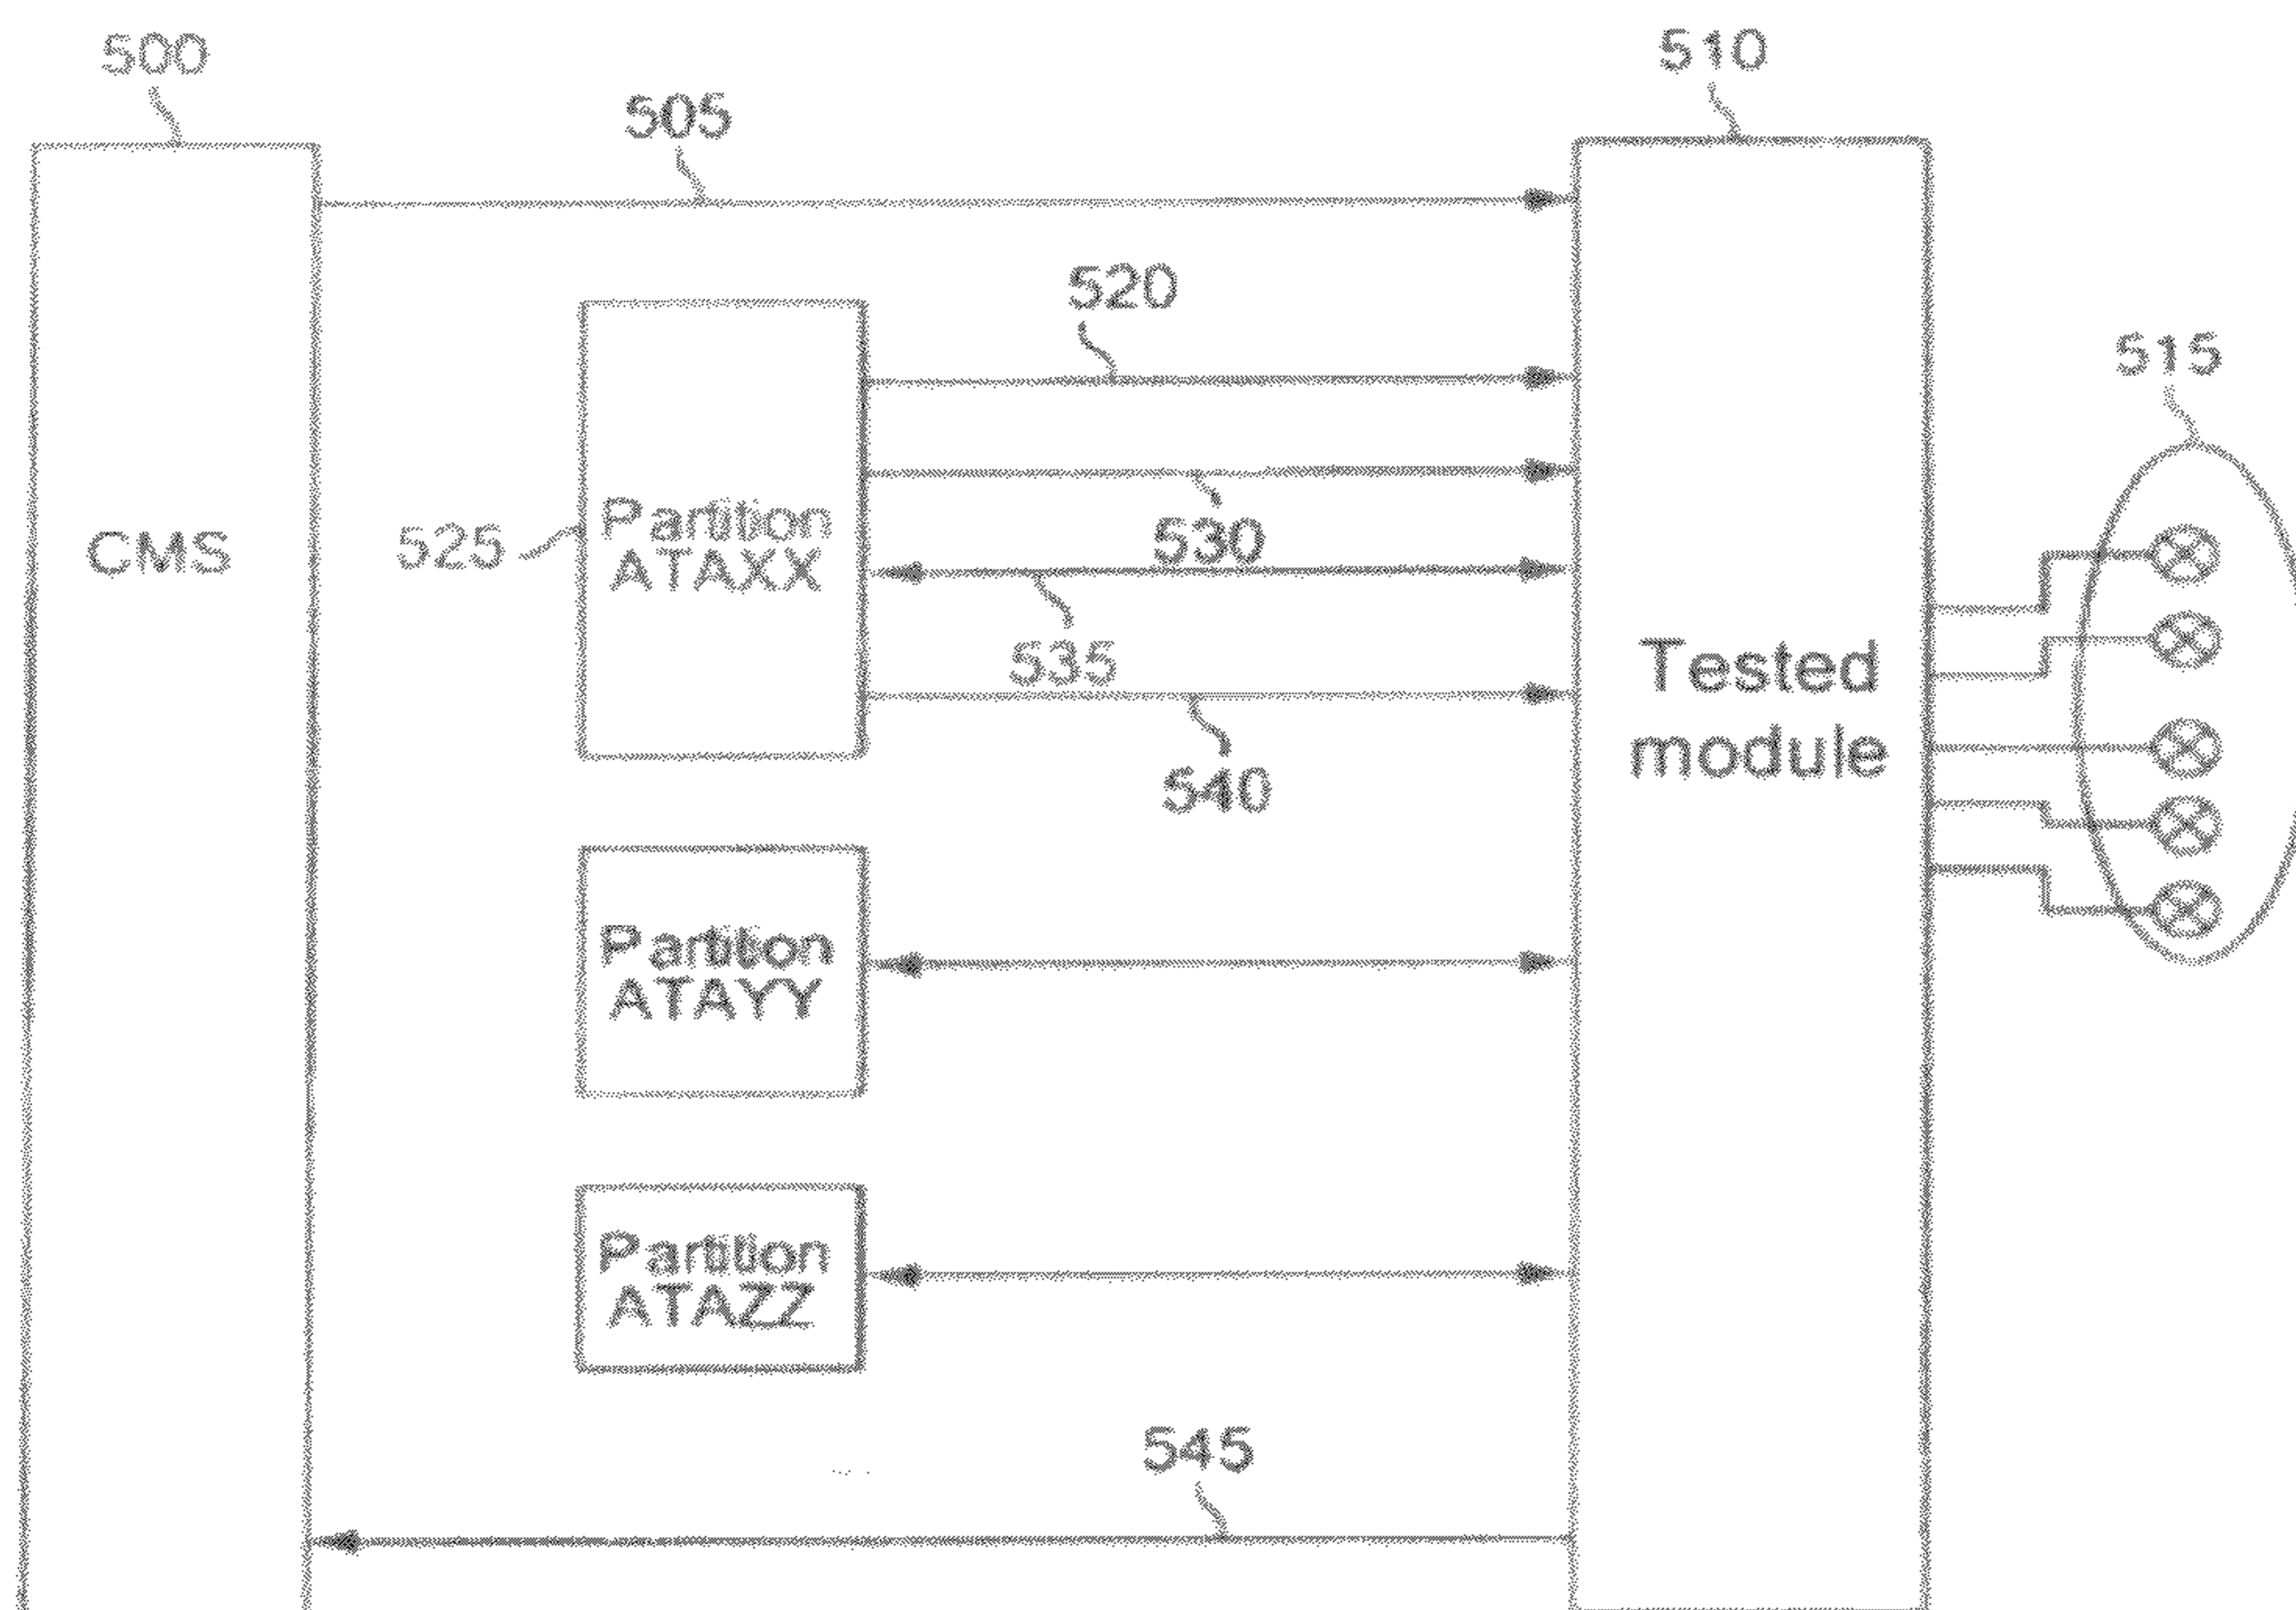 500
510
505
520
515
CMS
525
Partition
ATAXX
530
535
Tested
module
540
Partition
ATAYY
Partition
ATAZZ
545